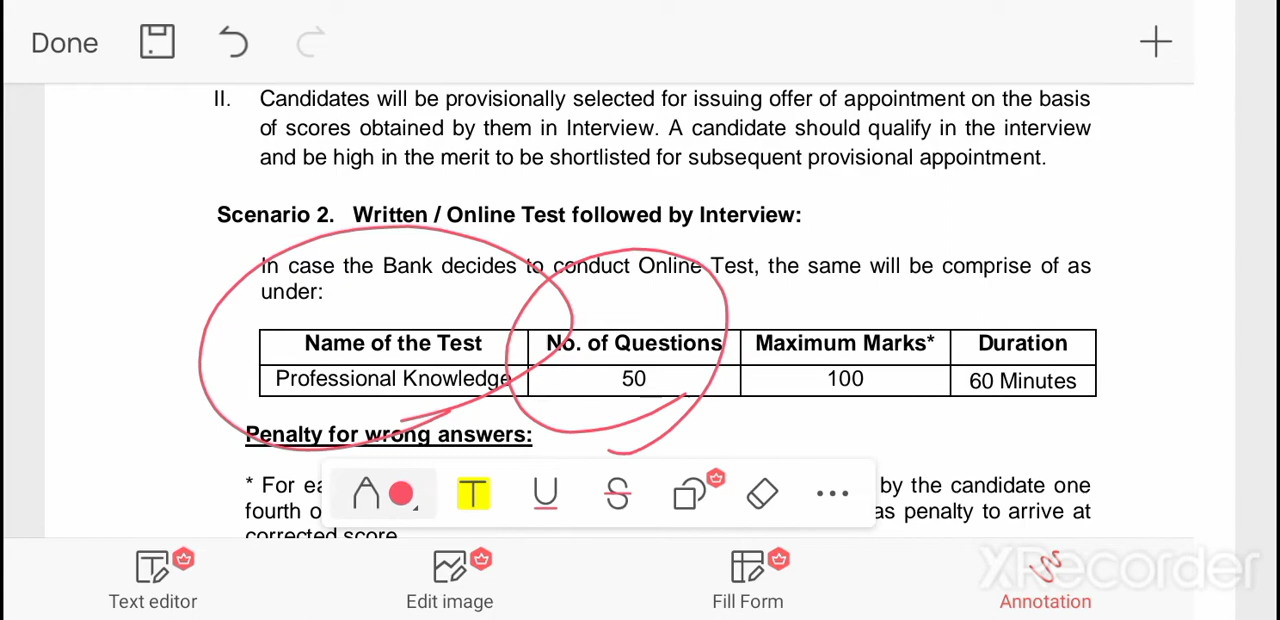 Done
II. Candidates will be provisionally selected for issuing offer of appointment on the basis
of scores obtained by them in Interview. A candidate should qualify in the interview
and be high in the merit to be shortlisted for subsequent provisional appointment.
Scenario 2. Written / Online Test followed by Interview:
In case the Bank decides to conduct Online Test, the same will be comprise of as
under:
Name of the Test No. of Questions Maximum Marks* Duration
Professional Knowledge 50 100 60 Minutes
Penalty for wrong answers:
* For by the candidate one
fourth as penalty to arrive at
corrected score
Text editor Edit image Fill Form Annotation
XRecorder